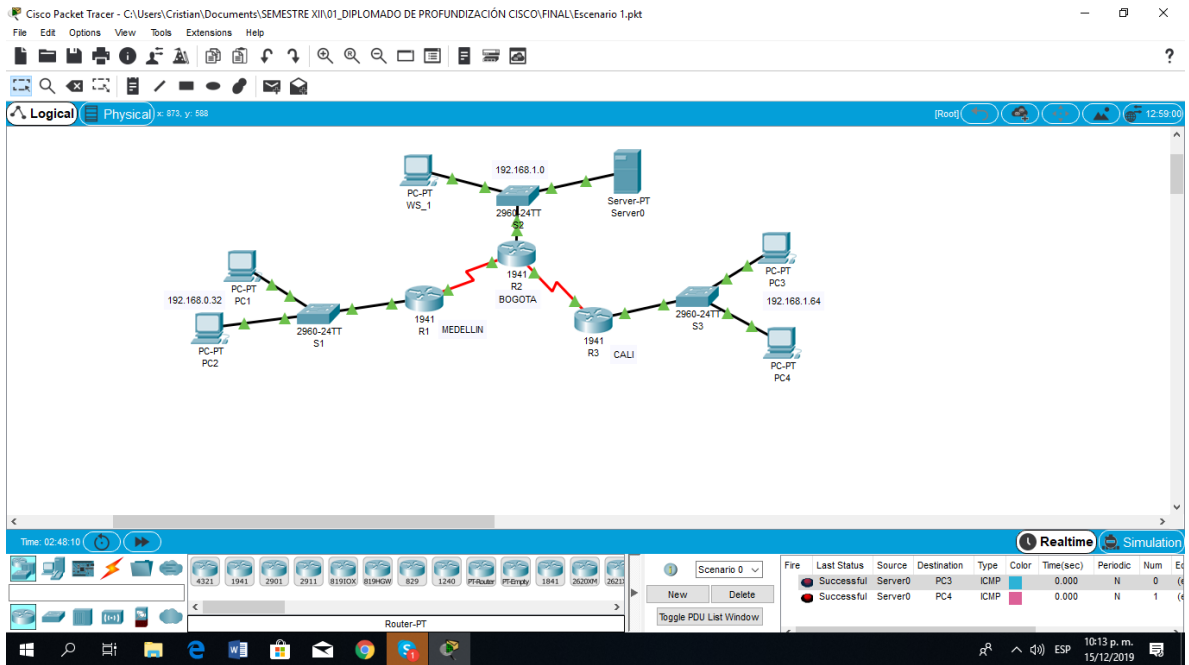 Cisco Packet Tracer - C:\Users\Cristian\Documents\SEMESTRE XII\01_DIPLOMADO DE PROFUNDIZACIÓN CISCO\FINAL\Escenario 1.pkt
File Edit Options View Tools Extensions Help
?
Logical Physical x: 873, y: 588 [Root] 12:59:00
192.168.1.0
PC-PT
WS_1
2960-24TT
S2
Server-PT
Server0
1941
R2
BOGOTA
PC-PT
PC1
192.168.0.32
PC-PT
PC2
2960-24TT
S1
1941
R1 MEDELLIN
1941
R3 CALI
2960-24TT
S3
PC-PT
PC3
192.168.1.64
PC-PT
PC4
Time: 02:48:10 Realtime Simulation
4321 1941 2901 2911 819IOX 819HGW 829 1240 PT-Router PT-Empty 1841 2620XM 2621
Router-PT
Scenario 0
New Delete
Toggle PDU List Window
Fire Last Status Source Destination Type Color Time(sec) Periodic Num Ed
Successful Server0 PC3 ICMP 0.000 N 0 (e
Successful Server0 PC4 ICMP 0.000 N 1 (e
ESP
10:13 p. m.
15/12/2019